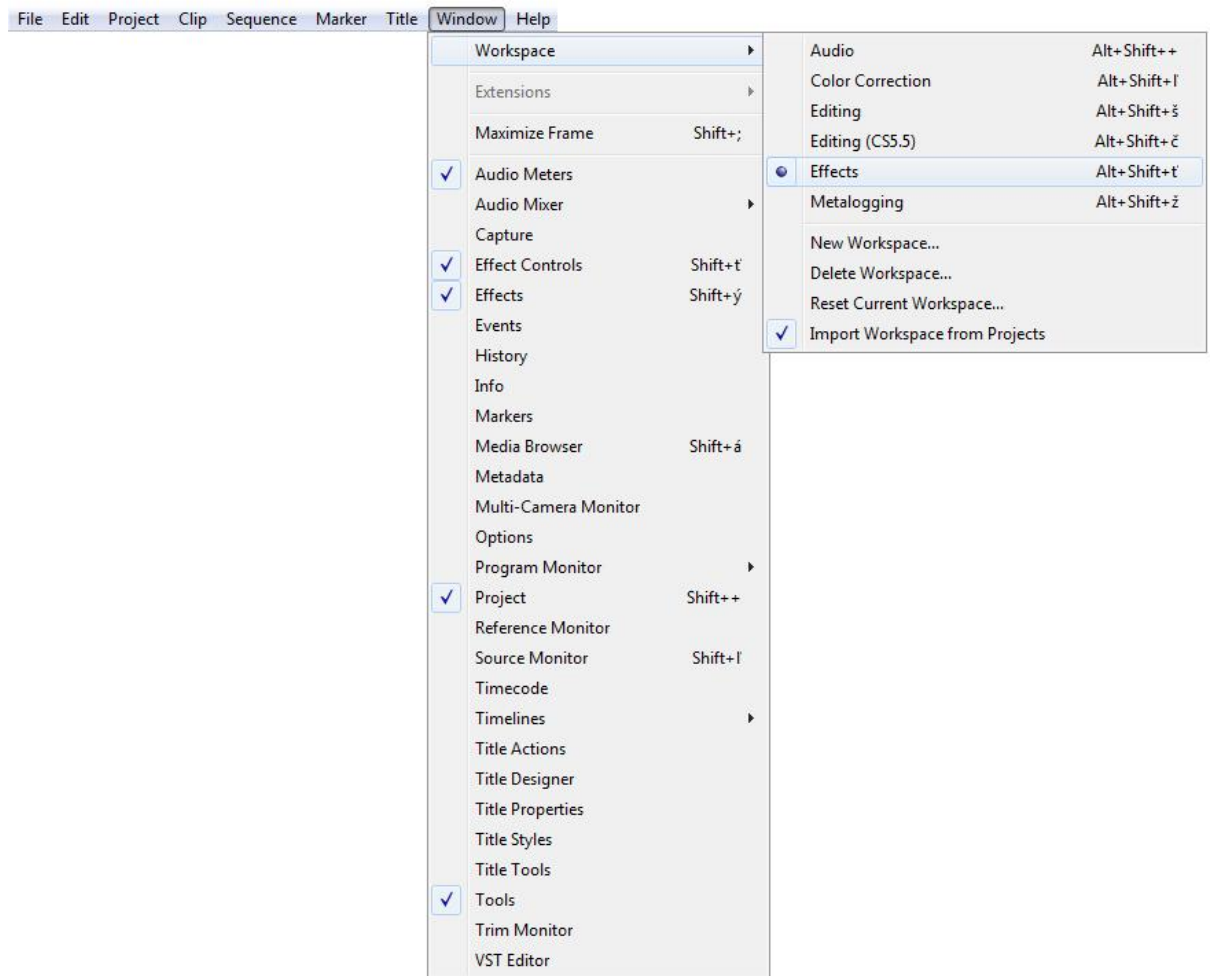 File Edit Project Clip Sequence Marker Title Window Help
Workspace
Extensions
Maximize Frame Shift+;
Audio Meters
Audio Mixer
Capture
Effect Controls Shift+ť
Effects Shift+ý
Events
History
Info
Markers
Media Browser Shift+á
Metadata
Multi-Camera Monitor
Options
Program Monitor
Project Shift++
Reference Monitor
Source Monitor Shift+ľ
Timecode
Timelines
Title Actions
Title Designer
Title Properties
Title Styles
Title Tools
Tools
Trim Monitor
VST Editor
Audio Alt+Shift++
Color Correction Alt+Shift+ľ
Editing Alt+Shift+š
Editing (CS5.5) Alt+Shift+č
Effects Alt+Shift+ť
Metalogging Alt+Shift+ž
New Workspace...
Delete Workspace...
Reset Current Workspace...
Import Workspace from Projects